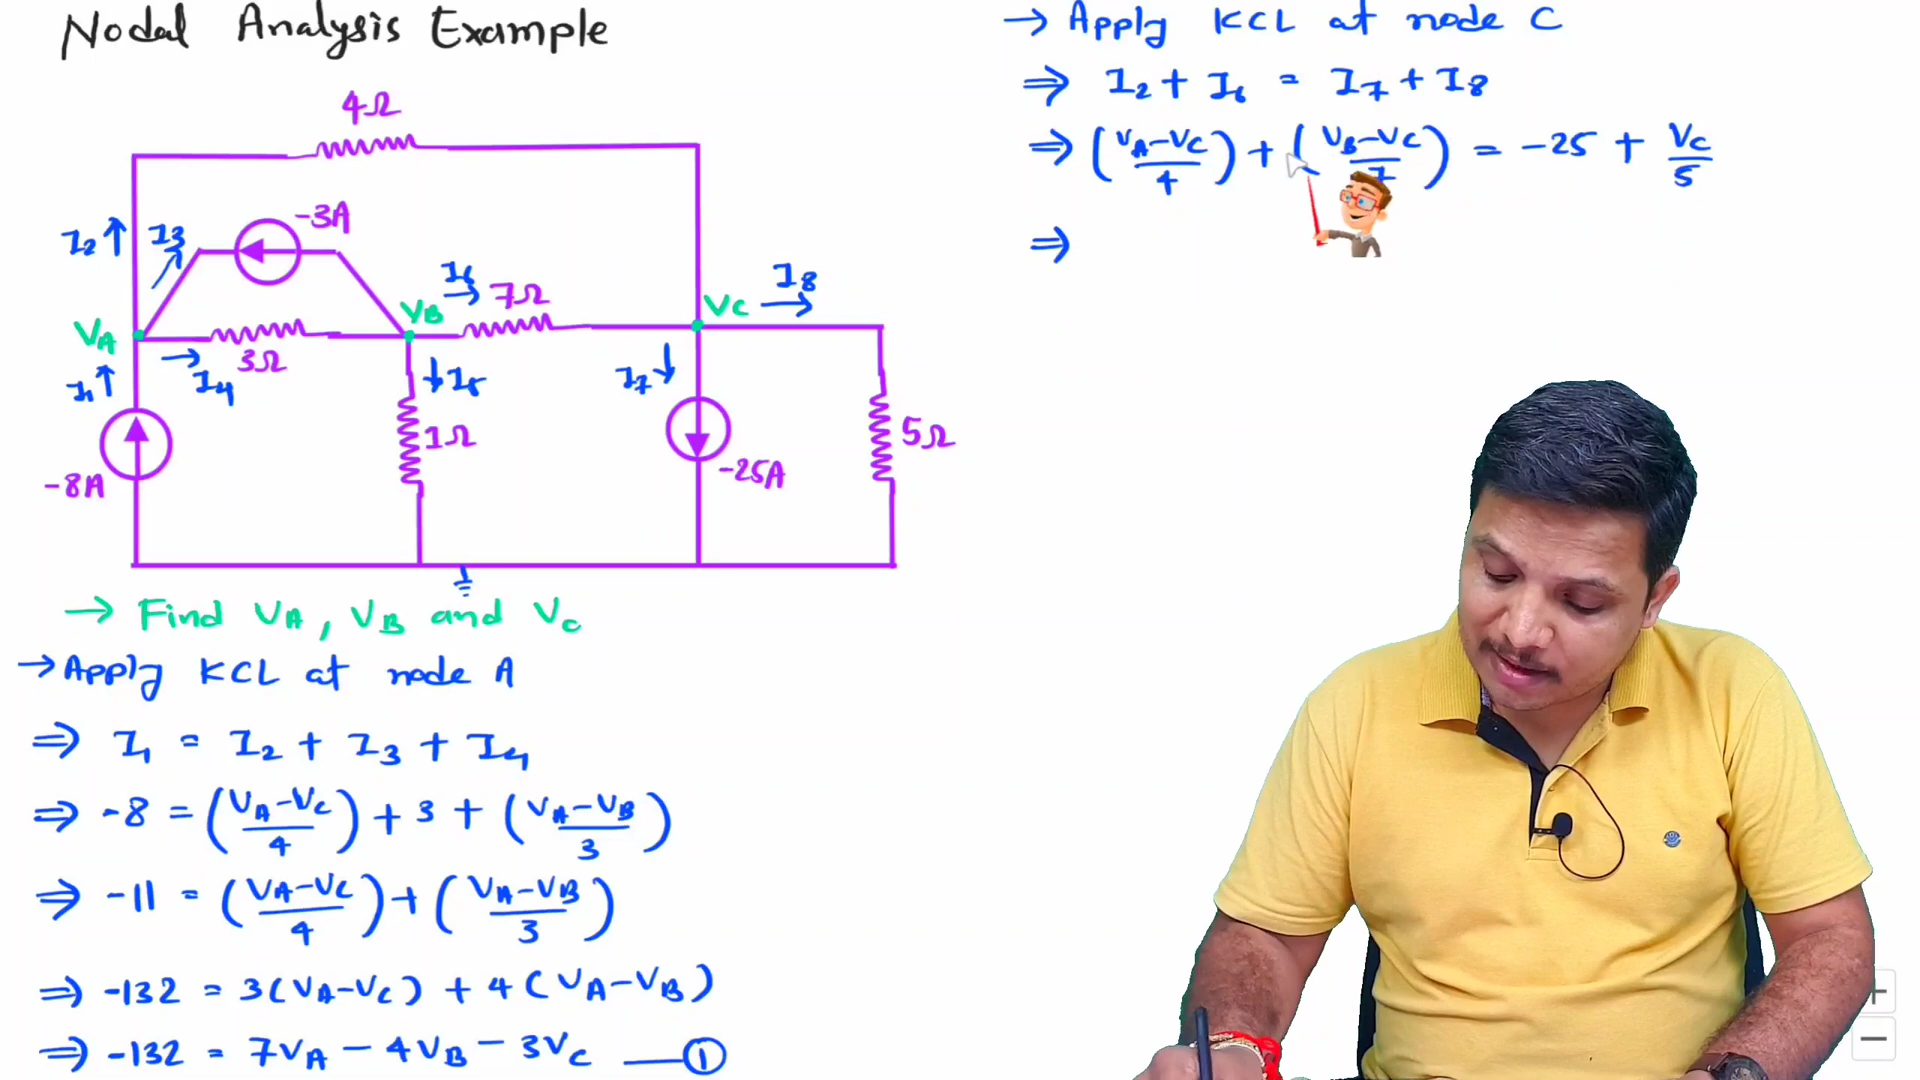 Nodal Analysis Example
4Ω
-3A
I2 ↑ I3
I6
→ 7Ω
I8
→
VA
VB
VC
3Ω
→ I4
I1 ↑
↓ I5
I7 ↓
1Ω
5Ω
-8A
-25A
→ Find VA, VB and Vc
→ Apply KCL at node A
⇒ I1 = I2 + I3 + I4
⇒ -8 = (VA-Vc/4) + 3 + (VA-VB/3)
⇒ -11 = (VA-VC/4) + (VA-VB/3)
⇒ -132 = 3(VA-VC) + 4(VA-VB)
⇒ -132 = 7VA - 4VB - 3VC —①
→ Apply KCL at node C
⇒ I2 + I6 = I7 + I8
⇒ (VA-VC/4) + (VB-VC/7) = -25 + VC/5
⇒